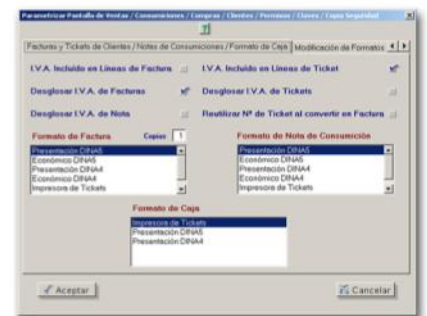 Parametrizar Pantalla de Ventas / Consumiciones / Compras / Clientes / Permisos / Claves / Copia Seguridad
Facturas y Tickets de Clientes / Notes de Consumiciones / Formato de Caja Modificación de Formatos
I.V.A. Incluido en Líneas de Factura I.V.A. Incluido en Líneas de Ticket
Desglosar I.V.A. de Facturas Desglosar I.V.A. de Tickets
Desglosar I.V.A. de Nota Reutilizar Nº de Ticket al convertir en Factura
Formato de Factura Copias 1 Formato de Nota de Consumición
Presentación DINA5 Presentación DINA5
Económico DINA5 Económico DINA5
Presentación DINA4 Presentación DINA4
Económico DINA4 Económico DINA4
Impresora de Tickets Impresora de Tickets
Formato de Caja
Impresora de Tickets
Presentación DINA5
Presentación DINA4
Aceptar Cancelar